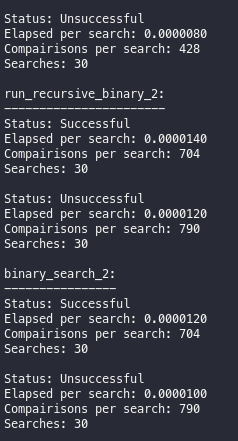 Status: Unsuccessful
Elapsed per search: 0.0000080
Compairisons per search: 428
Searches: 30

run_recursive_binary_2:
-----------------------
Status: Successful
Elapsed per search: 0.0000140
Compairisons per search: 704
Searches: 30

Status: Unsuccessful
Elapsed per search: 0.0000120
Compairisons per search: 790
Searches: 30

binary_search_2:
----------------
Status: Successful
Elapsed per search: 0.0000120
Compairisons per search: 704
Searches: 30

Status: Unsuccessful
Elapsed per search: 0.0000100
Compairisons per search: 790
Searches: 30